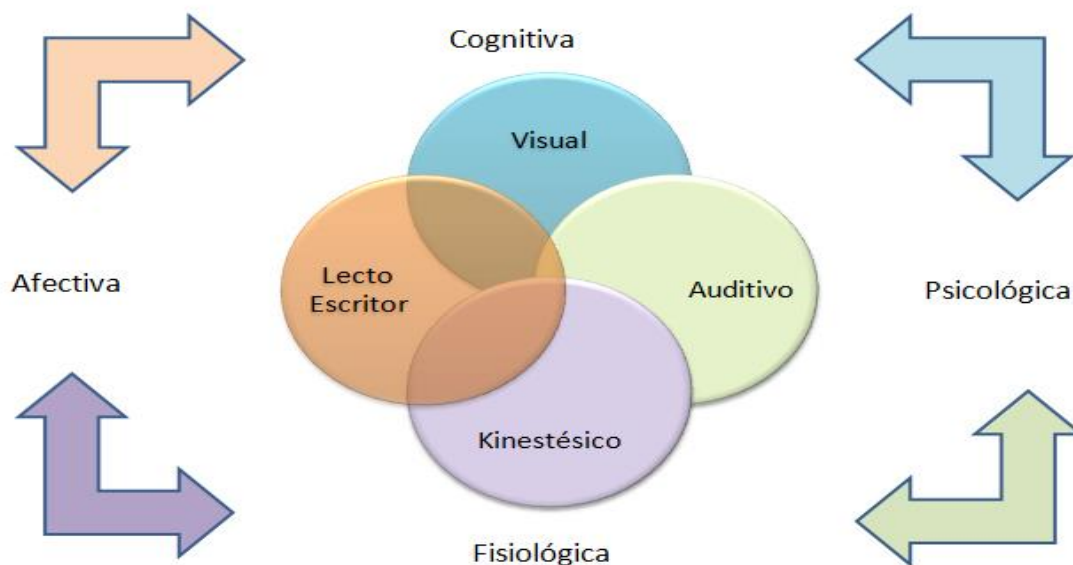 Cognitiva
Visual
Afectiva
Lecto
Escritor
Auditivo
Psicológica
Kinestésico
Fisiológica